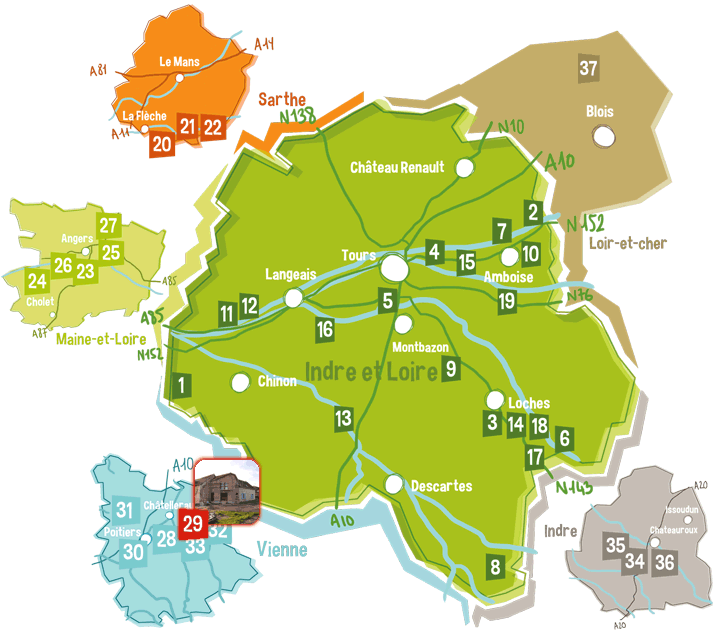 Le Mans
A81
A14
La Flèche
A11
20
21
22
Sarthe
N138
37
Blois
Loir-et-cher
N10
A10
Château Renault
N152
2
7
4
15
10
Tours
Amboise
19
N76
Langeais
11
12
16
5
Montbazon
A85
N152
Indre et Loire
9
1
Chinon
13
Loches
3
14
18
6
17
N143
Descartes
A10
8
27
Angers
25
26
23
24
Cholet
A85
A87
Maine-et-Loire
A10
31
29
Poitiers
30
28
33
32
Vienne
Indre
A20
Issoudun
Chateauroux
35
34
36
A20